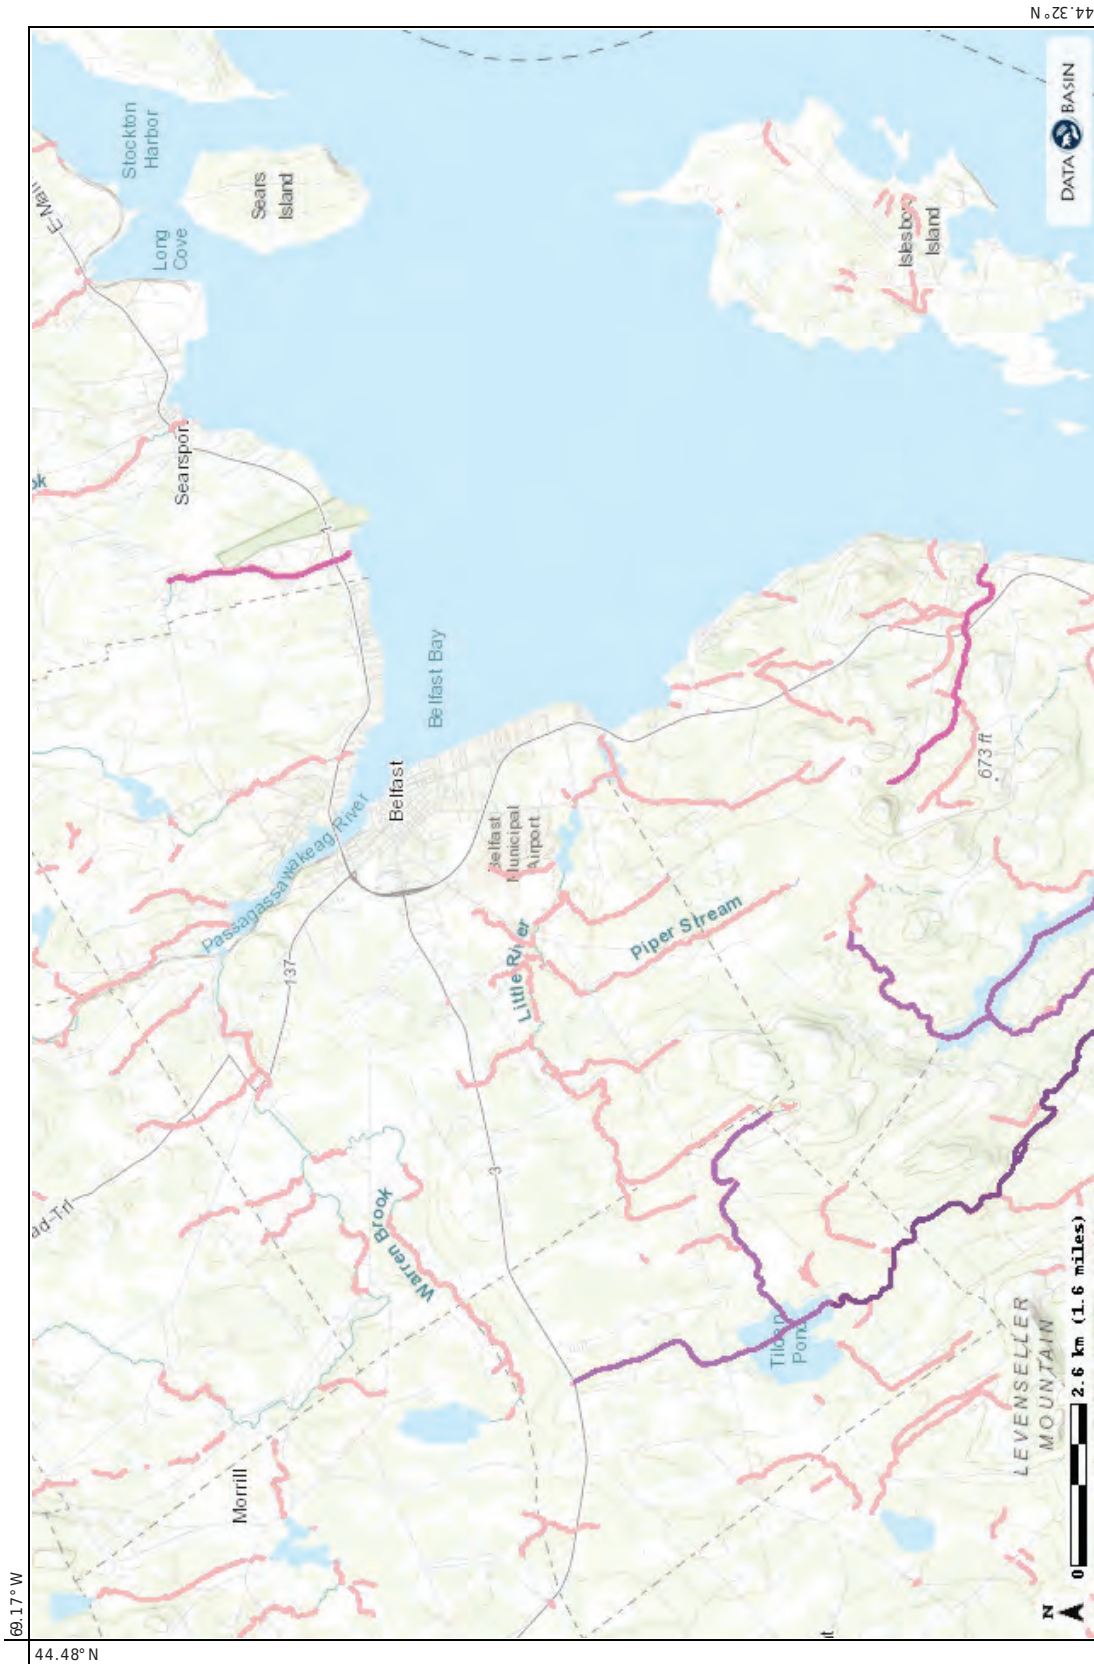 44.32° N
DATA BASIN
Stockton
Harbor
E-Main
Sears
Island
Long
Cove
Islesboro
Island
Searsport
1
Belfast Bay
Belfast
673 ft
Passagassawakeag River
Belfast
Municipal
Airport
137
Little River
Piper Stream
3
Warren Brook
Tilden
Pond
LEVENSELLER
MOUNTAIN
Morrill
N
0
2.6 km (1.6 miles)
69.17° W
44.48° N